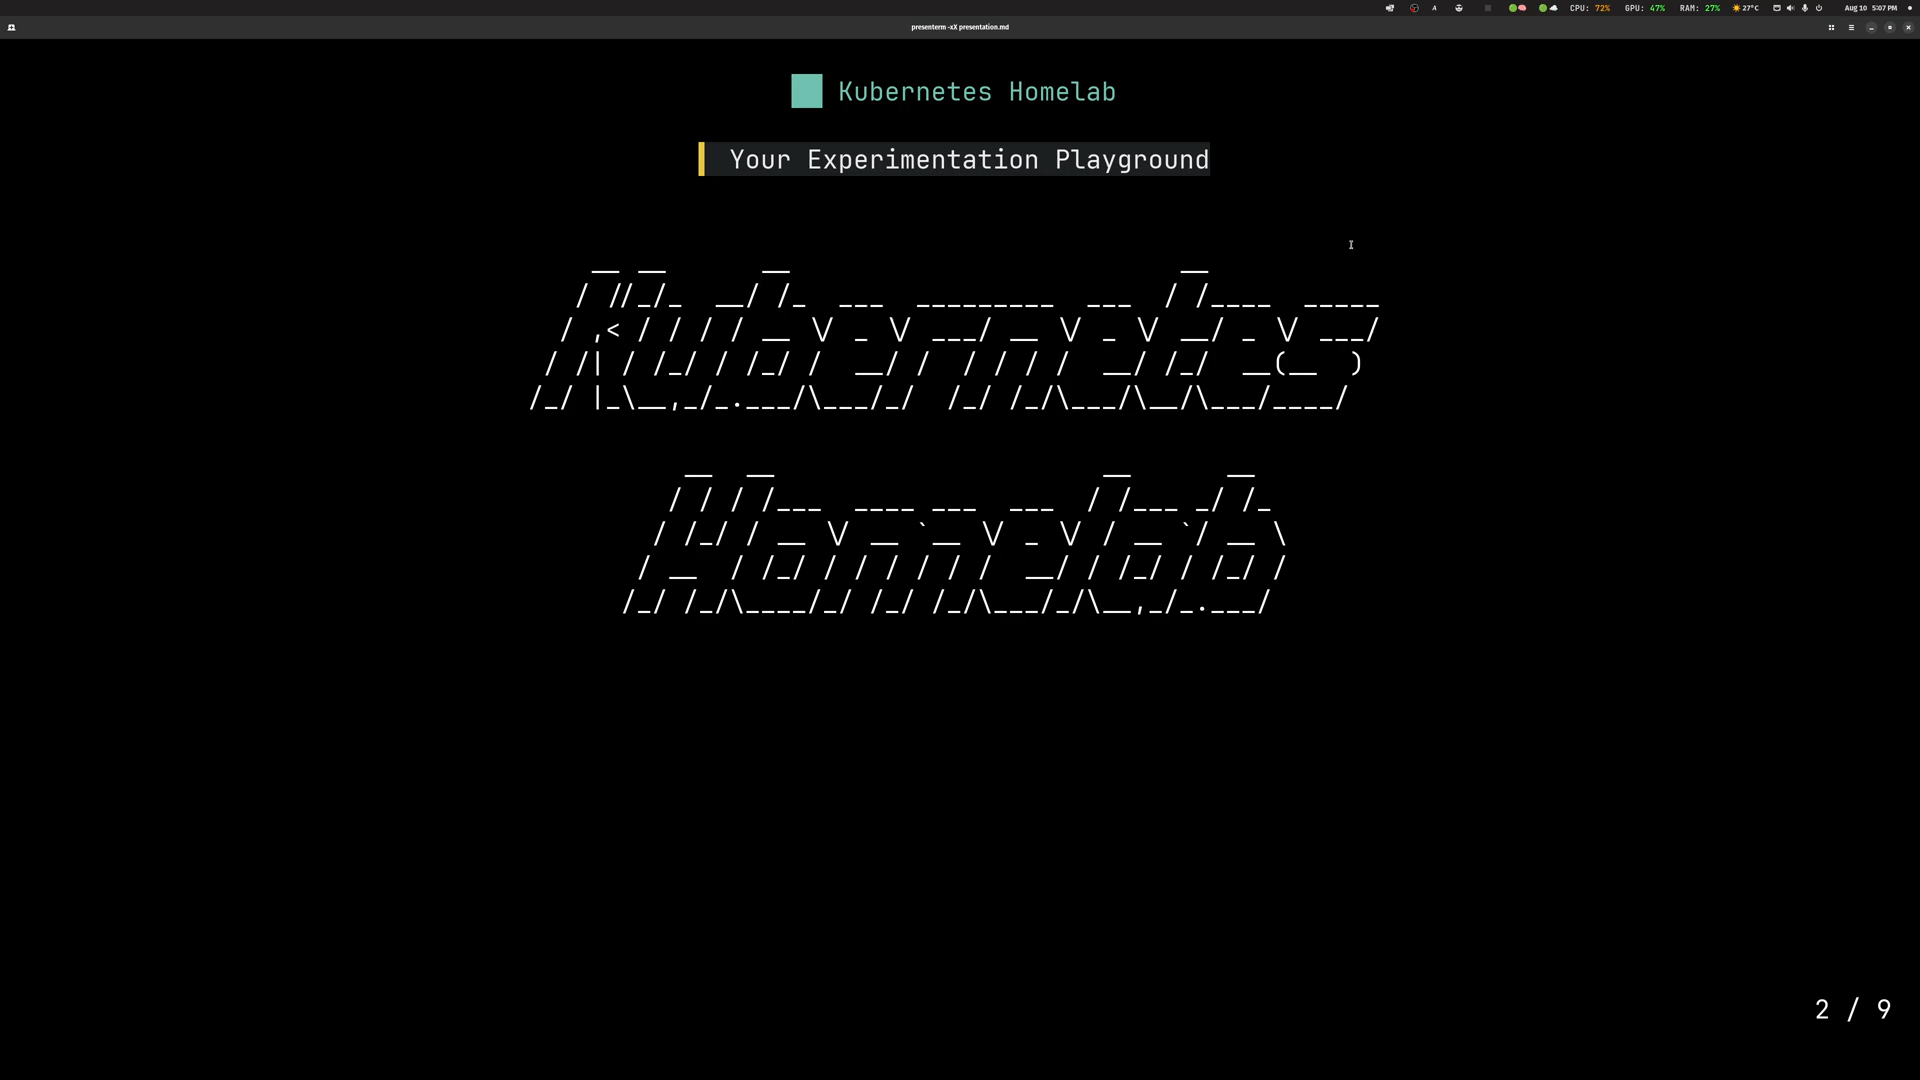 CPU: 72% GPU: 47% RAM: 27% 27°C Aug 10 5:07 PM
presenterm -xX presentation.md
Kubernetes Homelab
Your Experimentation Playground
Kubernetes
Homelab
2 / 9